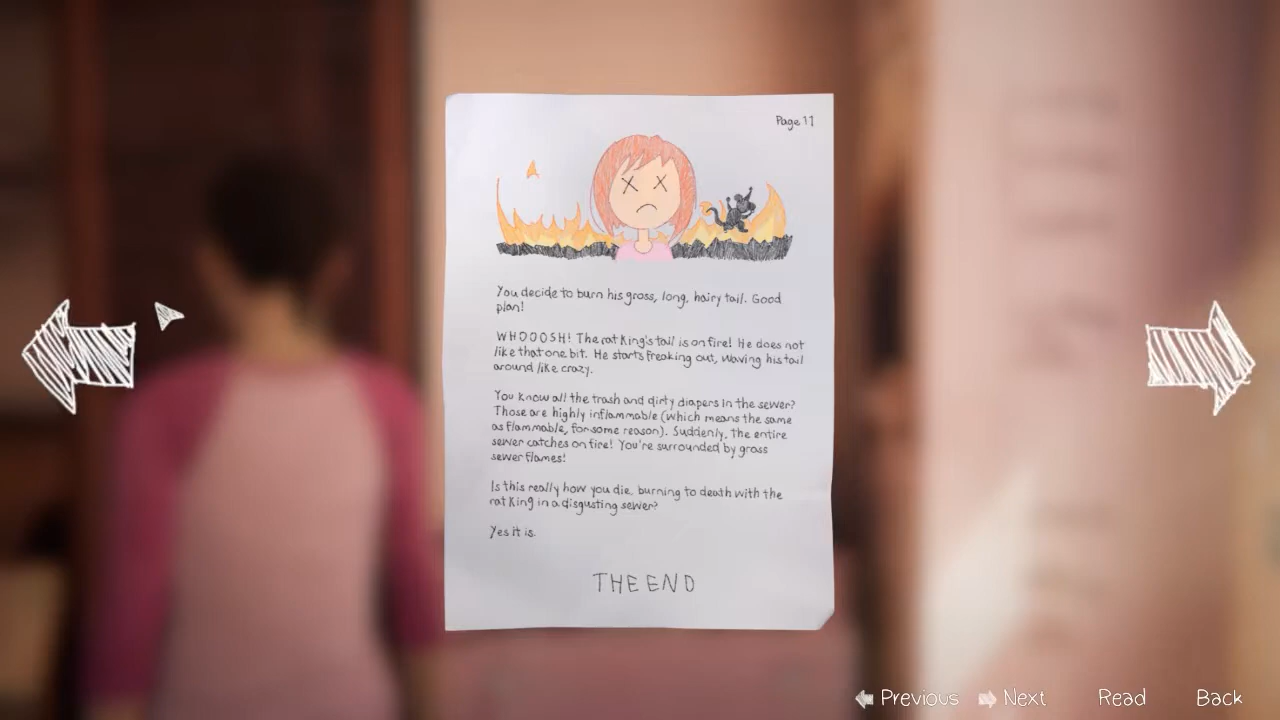 Page 11
You decide to burn his gross, long, hairy tail. Good
plan!
WHOOOSH! The rat king's tail is on fire! He does not
like that one bit. He starts freaking out, waving his tail
around like crazy.
You know all the trash and dirty diapers in the sewer?
Those are highly inflammable (which means the same
as flammable, for some reason). Suddenly, the entire
sewer catches on fire! You're surrounded by gross
sewer flames!
Is this really how you die, burning to death with the
rat king in a disgusting sewer?
Yes it is.
THE END
Previous Next Read Back